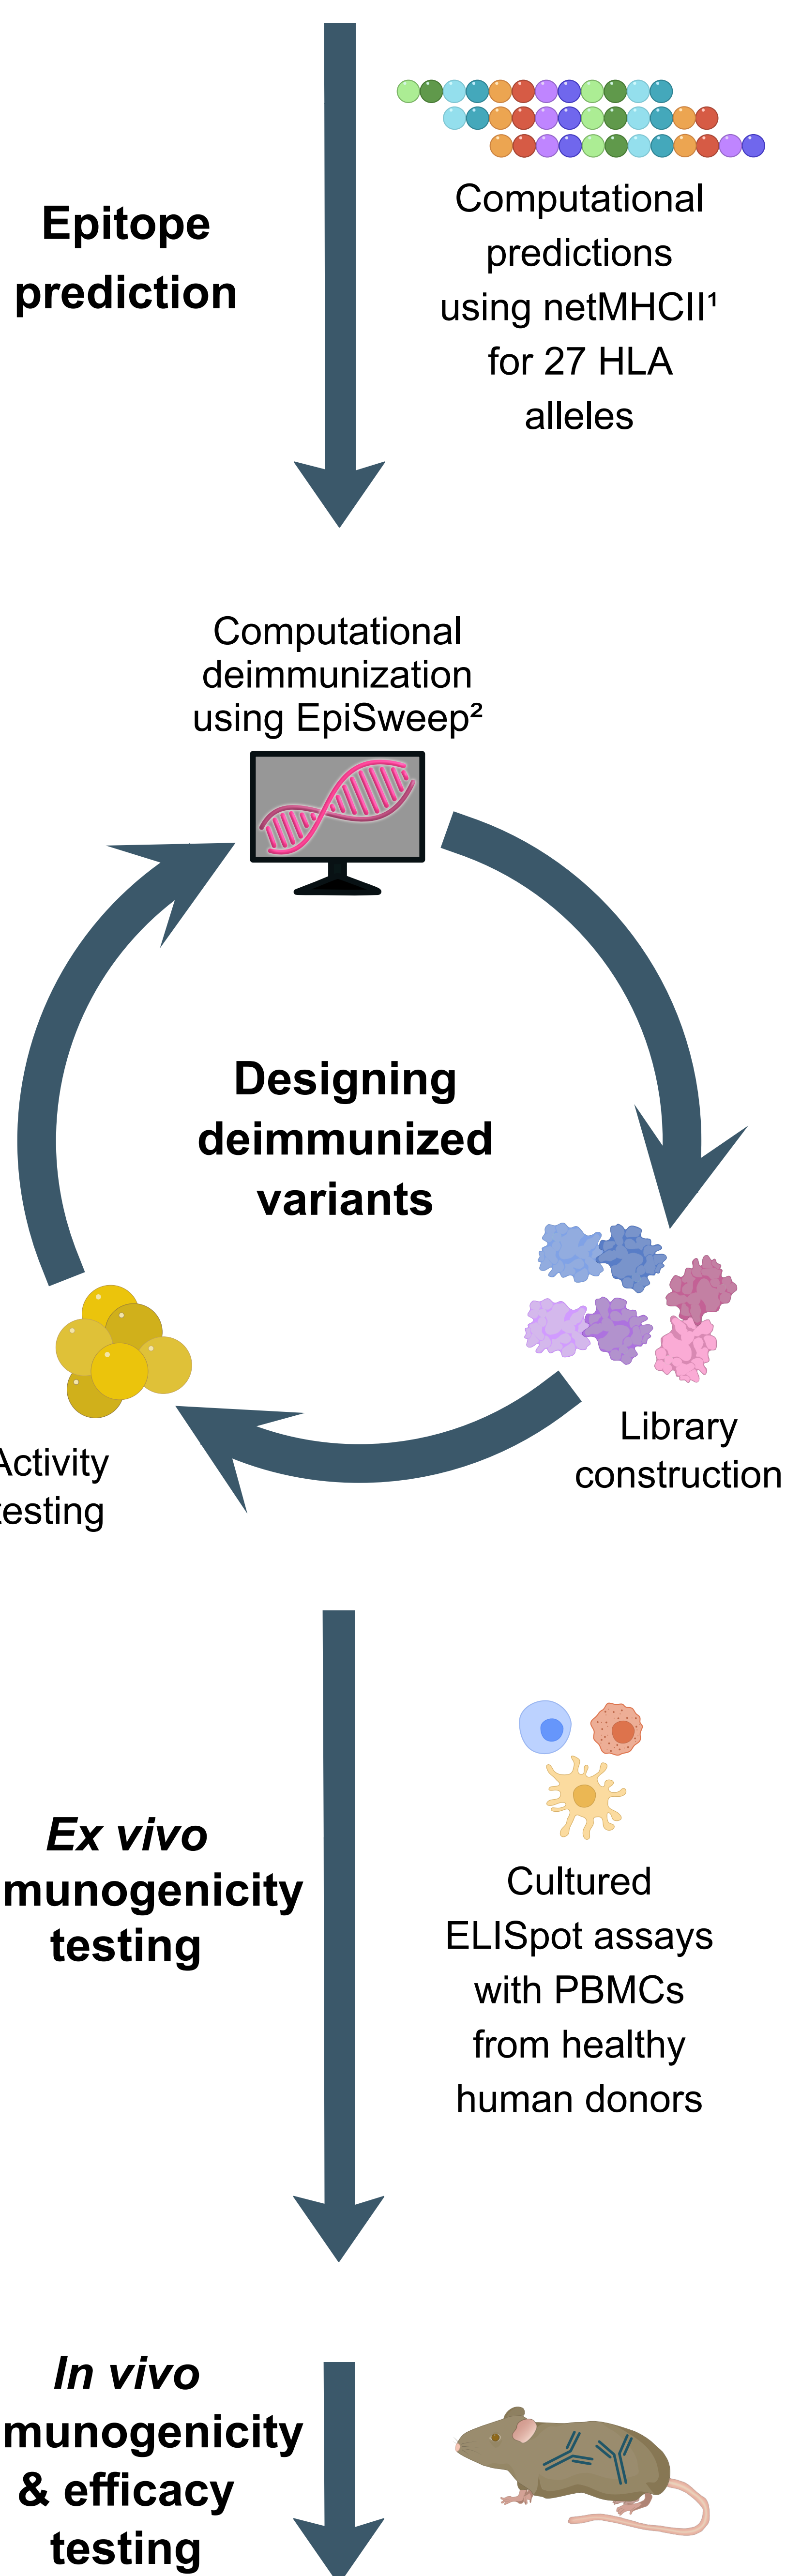 Epitope
prediction
Computational
predictions
using netMHCII¹
for 27 HLA
alleles
Computational
deimmunization
using EpiSweep²
Designing
deimmunized
variants
Library
construction
Activity
testing
Ex vivo
munogenicity
testing
Cultured
ELISpot assays
with PBMCs
from healthy
human donors
In vivo
munogenicity
& efficacy
testing